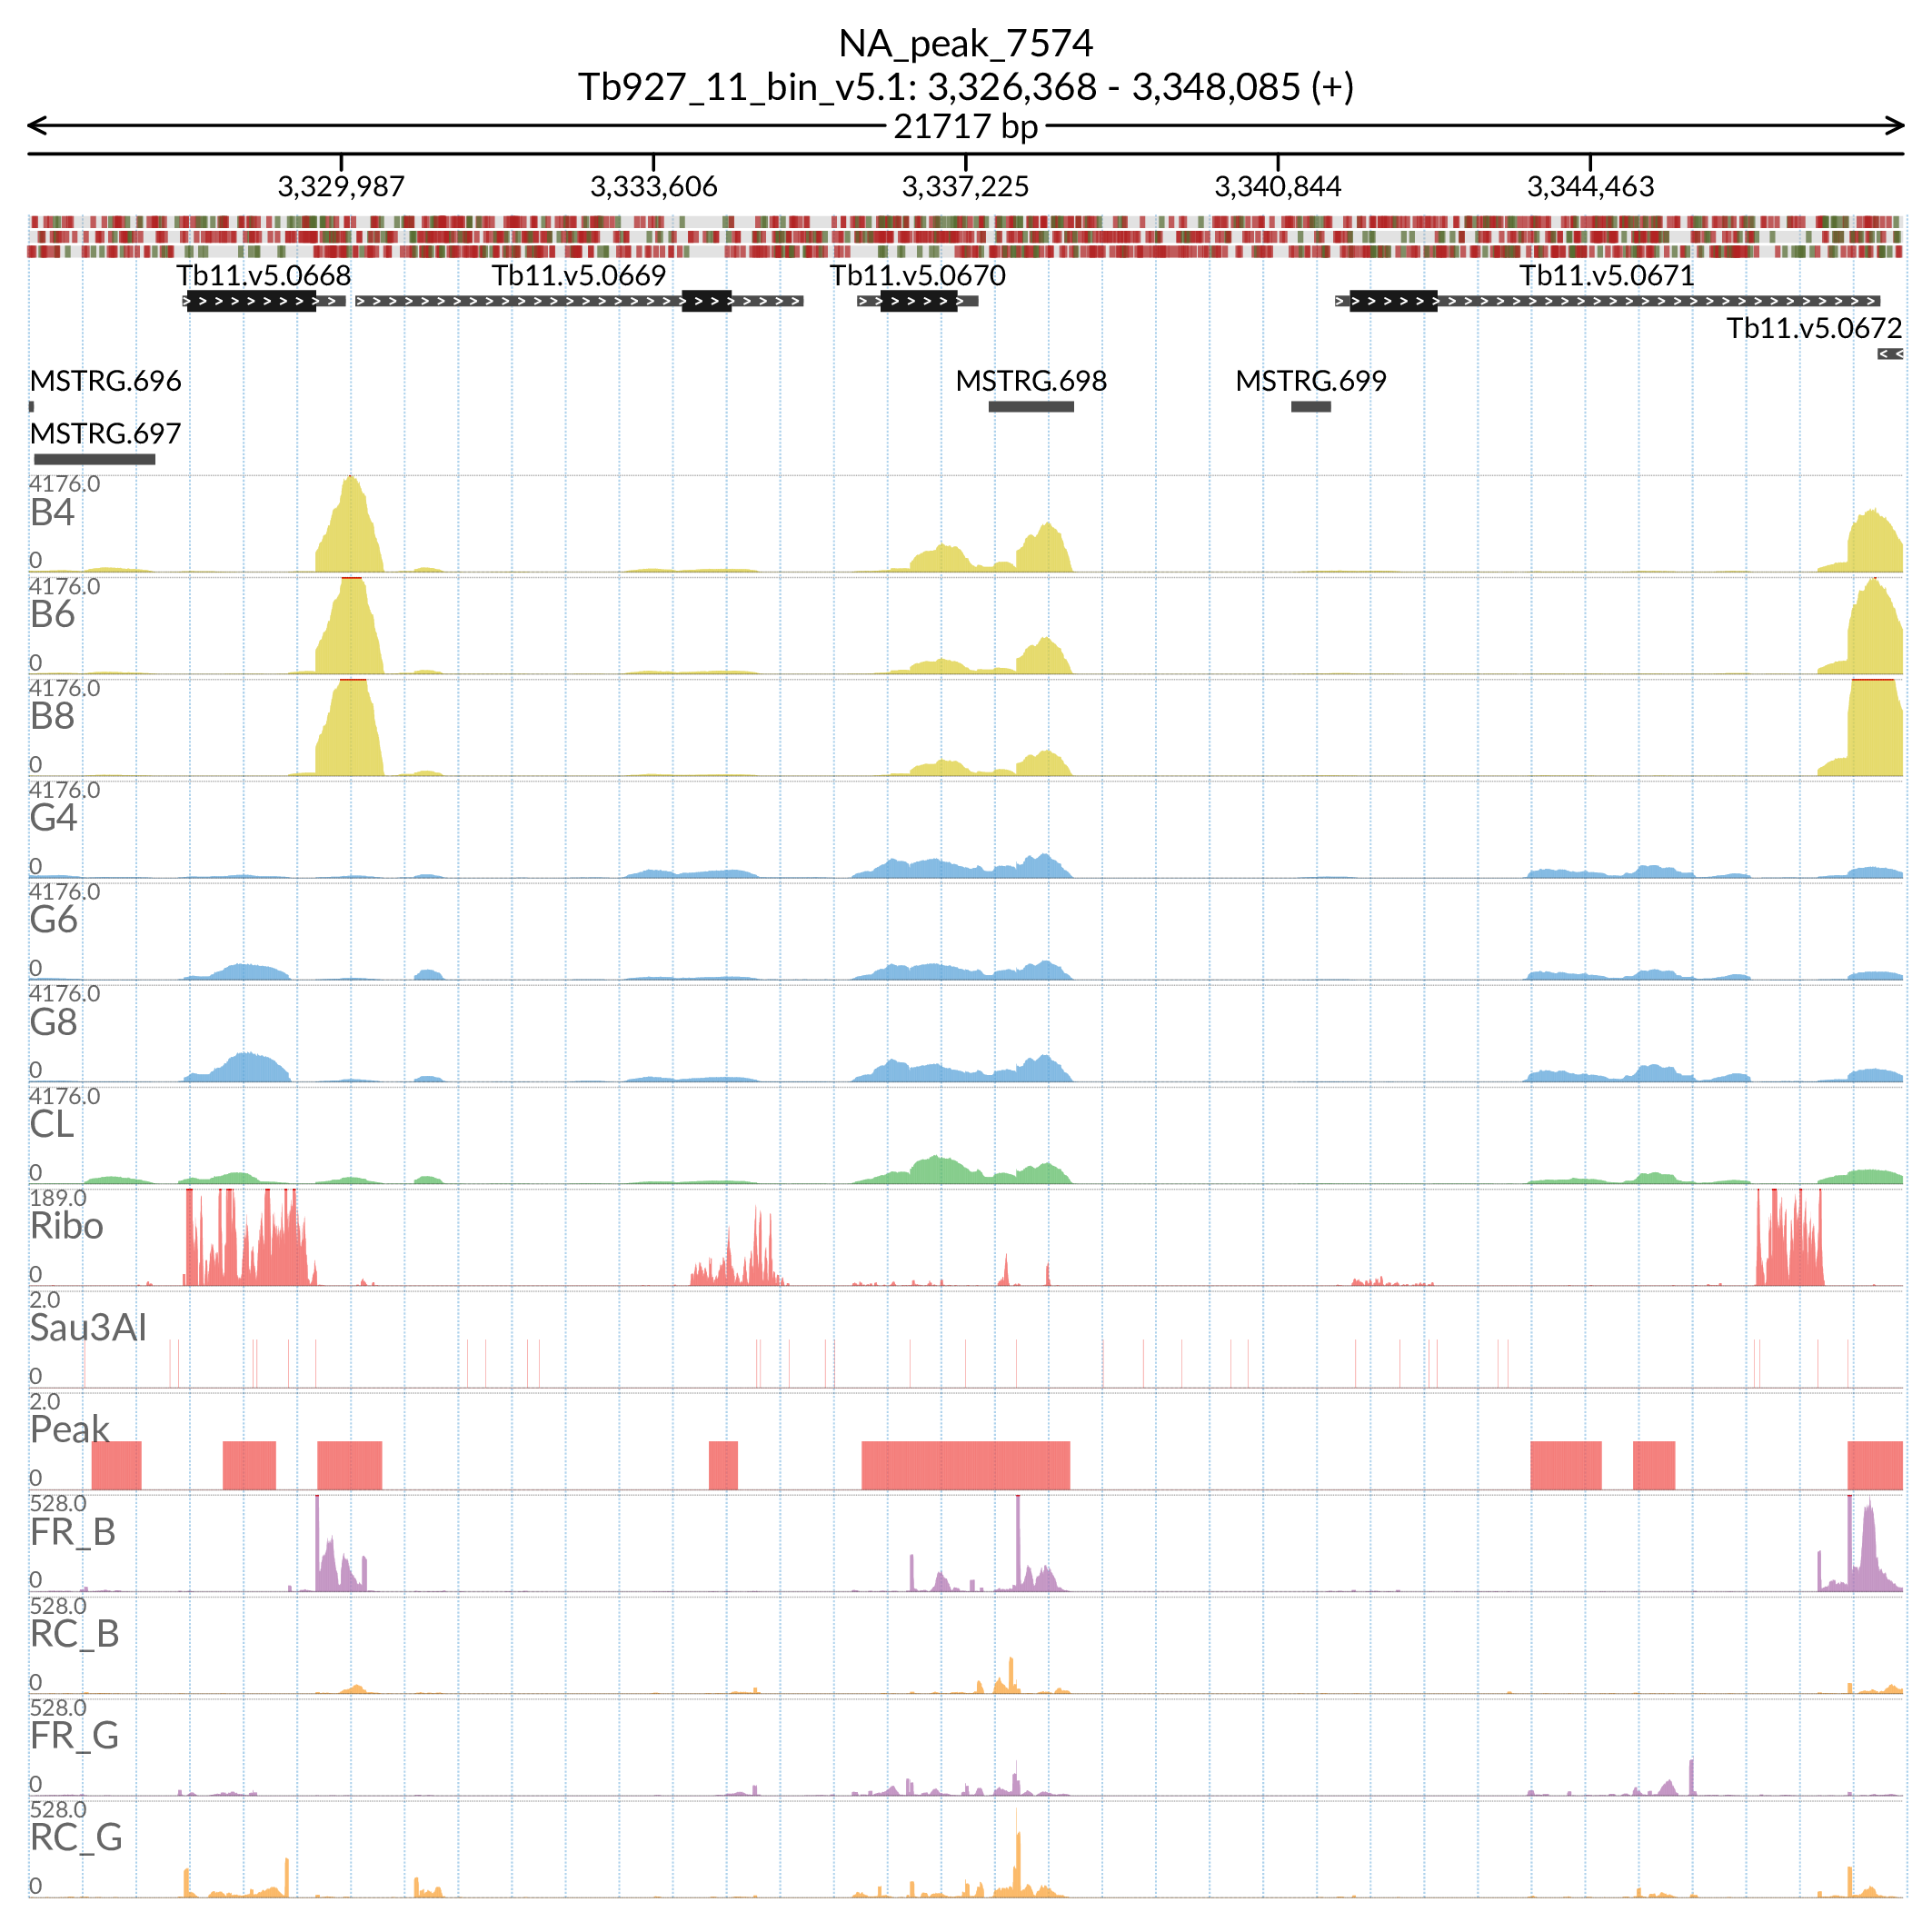 NA_peak_7574
Tb927_11_bin_v5.1: 3,326,368 - 3,348,085 (+)
21717 bp
3,329,987 3,333,606 3,337,225 3,340,844 3,344,463
Tb11.v5.0668 Tb11.v5.0669 Tb11.v5.0670 Tb11.v5.0671
Tb11.v5.0672
MSTRG.696 MSTRG.698 MSTRG.699
MSTRG.697
4176.0
B4
0
4176.0
B6
0
4176.0
B8
0
4176.0
G4
0
4176.0
G6
0
4176.0
G8
0
4176.0
CL
0
189.0
Ribo
0
2.0
Sau3AI
0
2.0
Peak
0
528.0
FR_B
0
528.0
RC_B
0
528.0
FR_G
0
528.0
RC_G
0